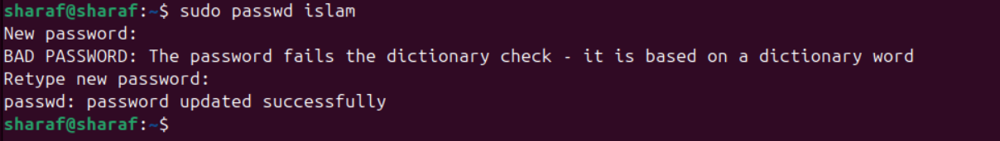 sharaf@sharaf:~$ sudo passwd islam
New password:
BAD PASSWORD: The password fails the dictionary check - it is based on a dictionary word
Retype new password:
passwd: password updated successfully
sharaf@sharaf:~$